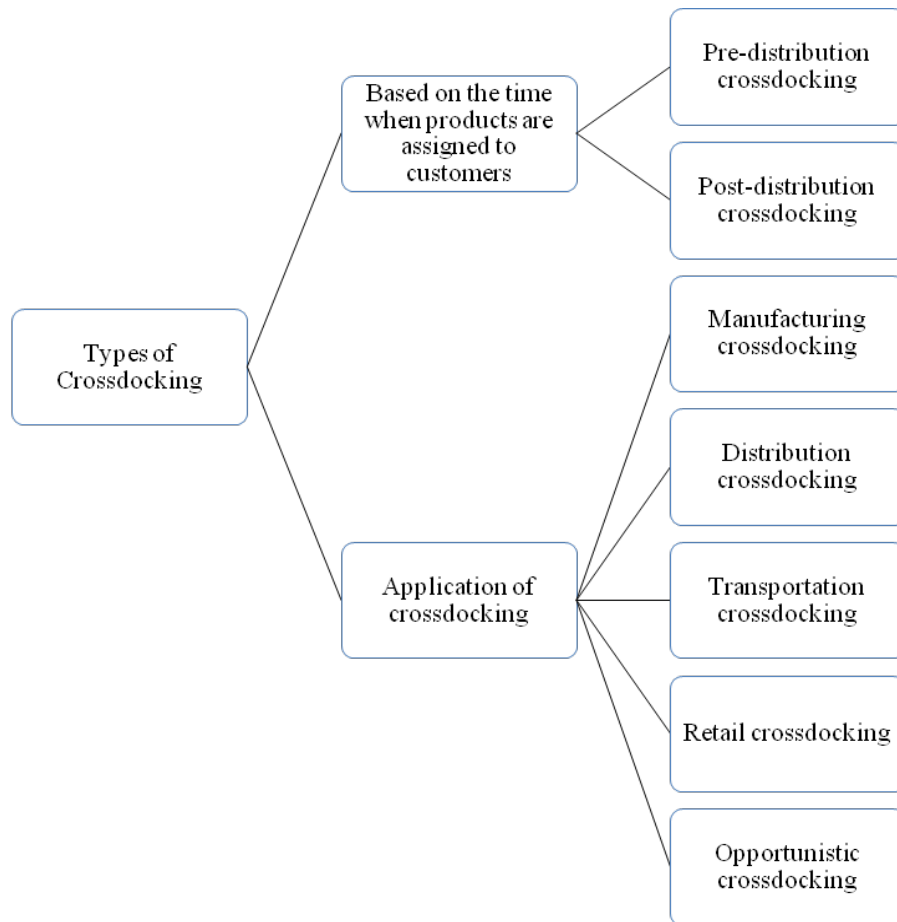 Types of
Crossdocking
Based on the time
when products are
assigned to
customers
Pre-distribution
crossdocking
Post-distribution
crossdocking
Application of
crossdocking
Manufacturing
crossdocking
Distribution
crossdocking
Transportation
crossdocking
Retail crossdocking
Opportunistic
crossdocking